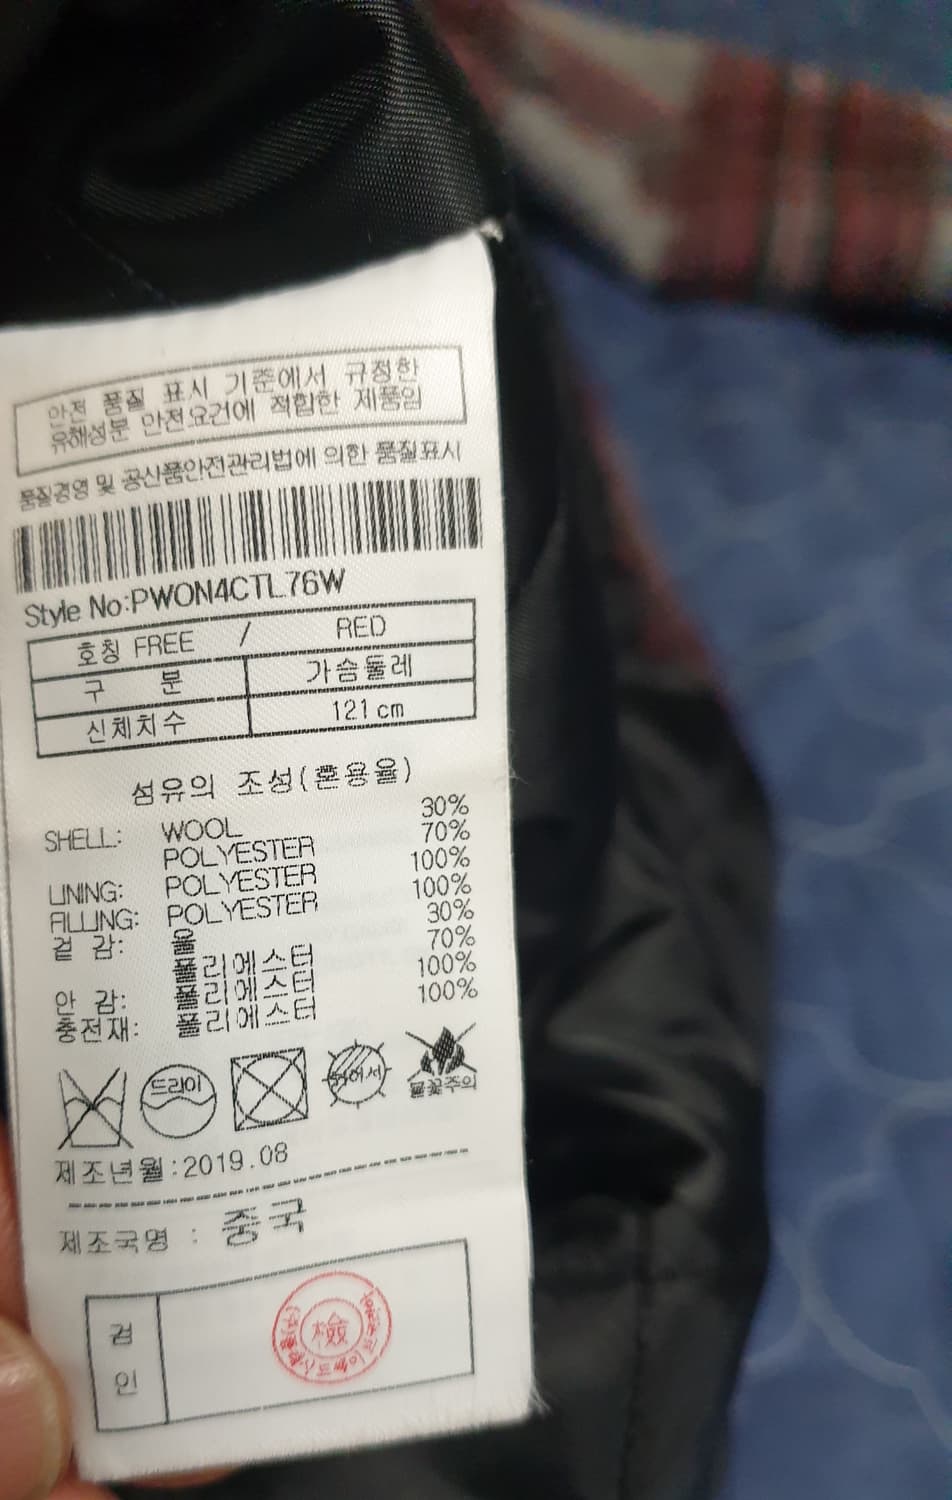 안전 품질 표시 기준에서 규정한
유해성분 안전요건에 적합한 제품임
품질경영 및 공산품안전관리법에 의한 품질표시
Style No:PWON4CTL76W
호칭 FREE / RED
구 분 가슴둘레
신체치수 121 cm
섬유의 조성(혼용율)
SHELL: WOOL 30%
POLYESTER 70%
LINING: POLYESTER 100%
FILLING: POLYESTER 100%
겉 감: 울 30%
폴리에스터 70%
안 감: 폴리에스터 100%
충전재: 폴리에스터 100%
드라이
불꽃주의
제조년월:2019.08
제조국명 : 중국
검
인
檢